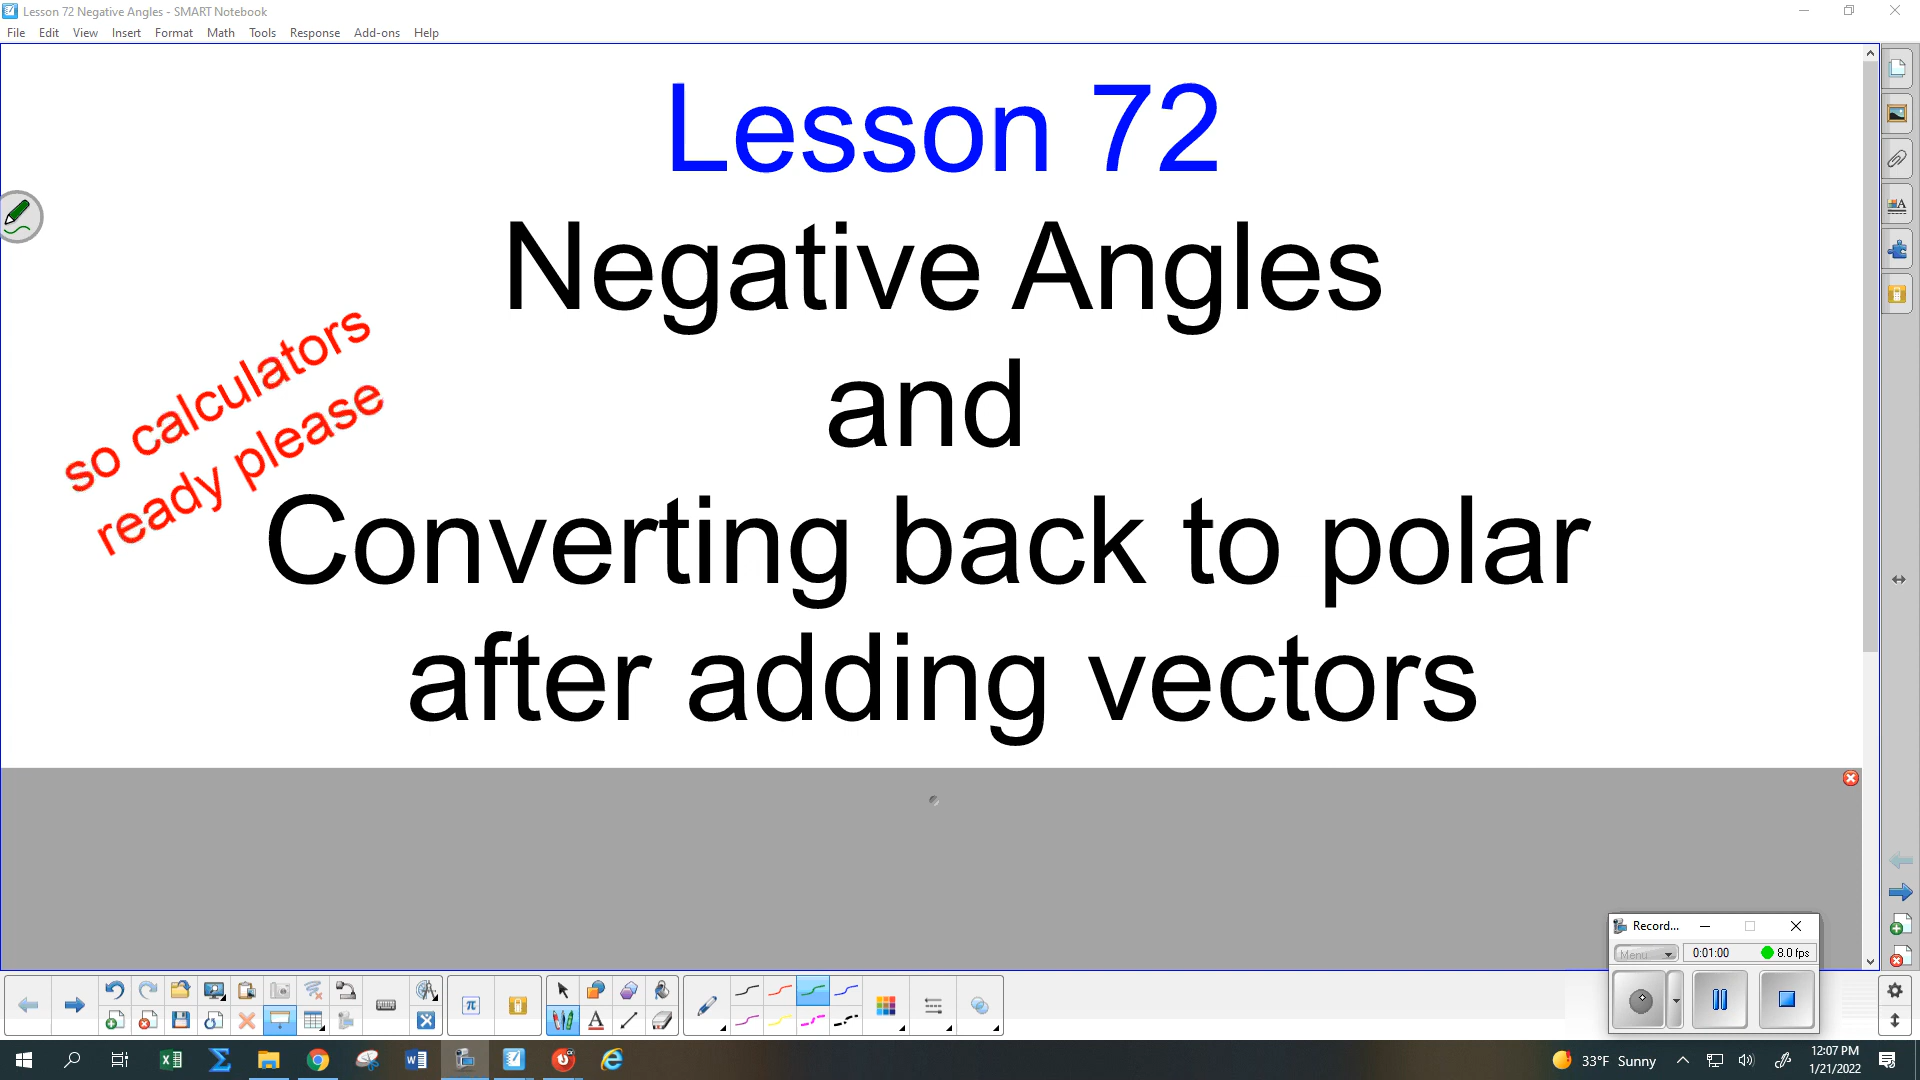 Lesson 72 Negative Angles - SMART Notebook
File Edit View Insert Format Math Tools Response Add-ons Help
Lesson 72
Negative Angles
and
Converting back to polar
after adding vectors
so calculators
ready please
Record...
Menu 0:01:00 8.0 fps
33°F Sunny
12:07 PM
1/21/2022